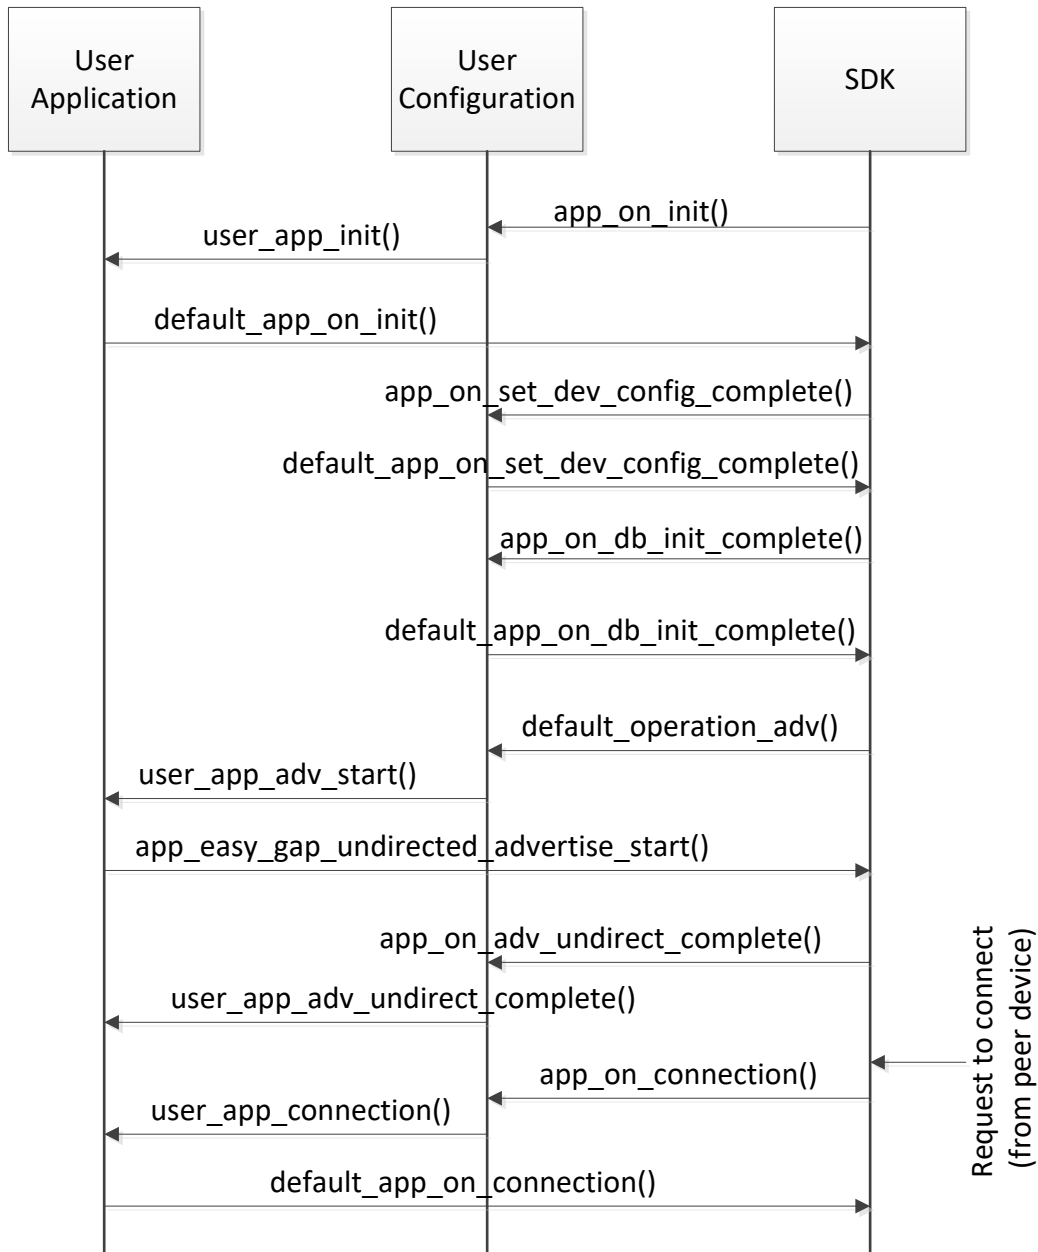 User
Application
User
Configuration
SDK
app_on_init()
user_app_init()
default_app_on_init()
app_on_set_dev_config_complete()
default_app_on_set_dev_config_complete()
app_on_db_init_complete()
default_app_on_db_init_complete()
default_operation_adv()
user_app_adv_start()
app_easy_gap_undirected_advertise_start()
app_on_adv_undirect_complete()
user_app_adv_undirect_complete()
Request to connect
(from peer device)
app_on_connection()
user_app_connection()
default_app_on_connection()